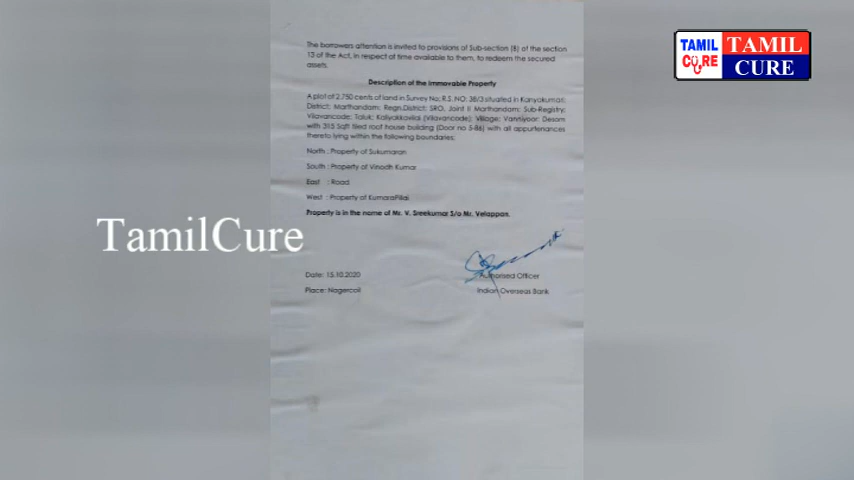 TAMIL CURE
TAMIL
CURE
The borrowers attention is invited to provisions of Sub-section (8) of the section
13 of the Act, in respect of time available to them, to redeem the secured
assets.
Description of the Immovable Property
A plot of 2.750 cents of land in Survey No: R.S. NO: 38/3 situated in Kanyakumari
District; Marthandam; Regn.District; SRO, Joint II Marthandam; Sub-Registry;
Vilavancode; Taluk; Kaliyakkavilai (Vilavancode); Village; Vanniyoor; Desam
with 315 Sqft tiled roof house building (Door no 5-86) with all appurtenances
thereto lying within the following boundaries:
North : Property of Sukumaran
South : Property of Vinodh Kumar
East : Road
West : Property of KumaraPillai
Property is in the name of Mr. V. Sreekumar S/o Mr. Velappan.
TamilCure
Date: 15.10.2020
Authorised Officer
Place: Nagercoil
Indian Overseas Bank